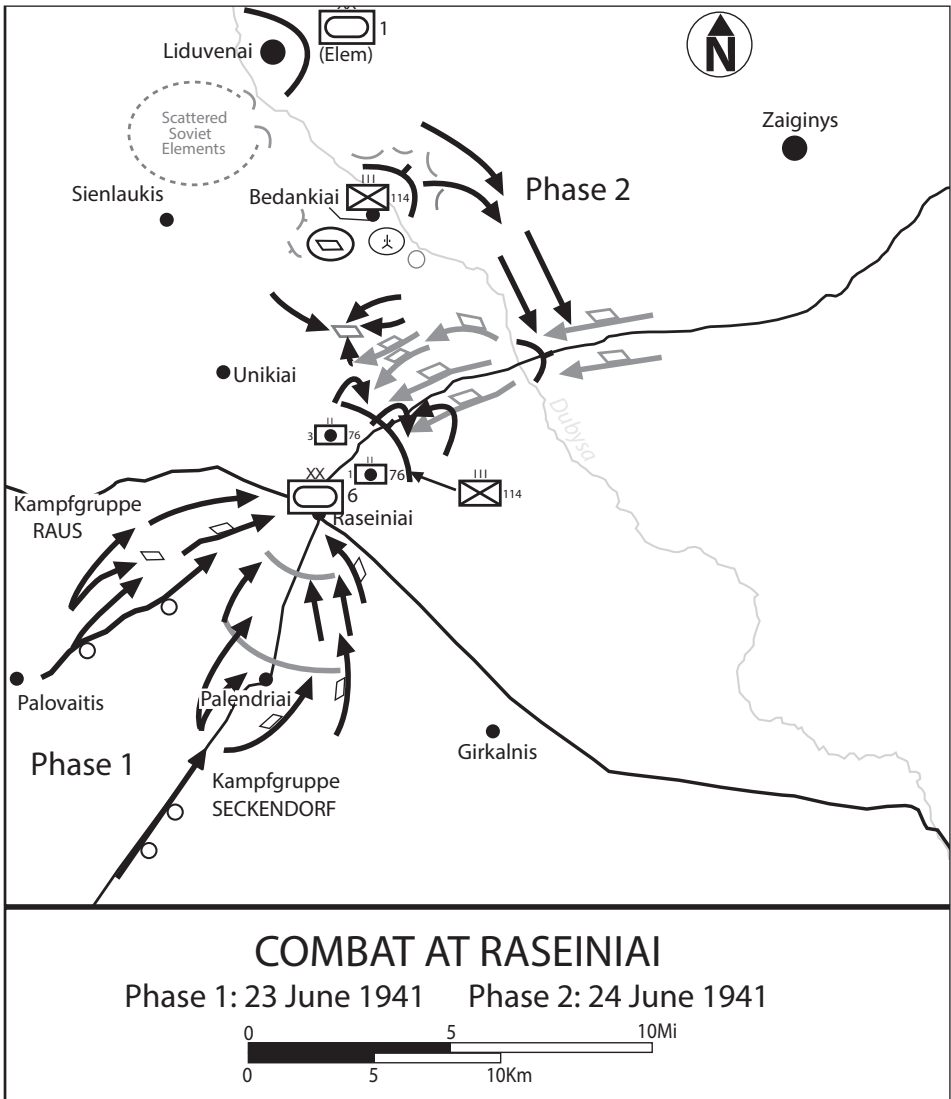 XX
1
(Elem)
Liduvenai
N
Zaiginys
Scattered
Soviet
Elements
Sienlaukis
Bedankiai
III
114
Phase 2
Unikiai
Dubysa
II
3
76
II
1
76
III
114
XX
6
Raseiniai
Kampfgruppe
RAUS
Palovaitis
Palendriai
Phase 1
Kampfgruppe
SECKENDORF
Girkalnis
COMBAT AT RASEINIAI
Phase 1: 23 June 1941 Phase 2: 24 June 1941
0 5 10Mi
0 5 10Km